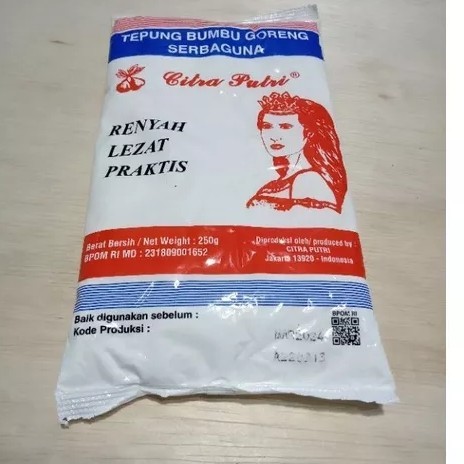 TEPUNG BUMBU GORENG
SERBAGUNA
Citra Putri ®
RENYAH
LEZAT
PRAKTIS
Berat Bersih / Net Weight : 250g
BPOM RI MD : 231809001652
Diproduksi oleh/ produced by :
CITRA PUTRI
Jakarta 13920 - Indonesia
BPOM RI
Baik digunakan sebelum :
Kode Produksi :